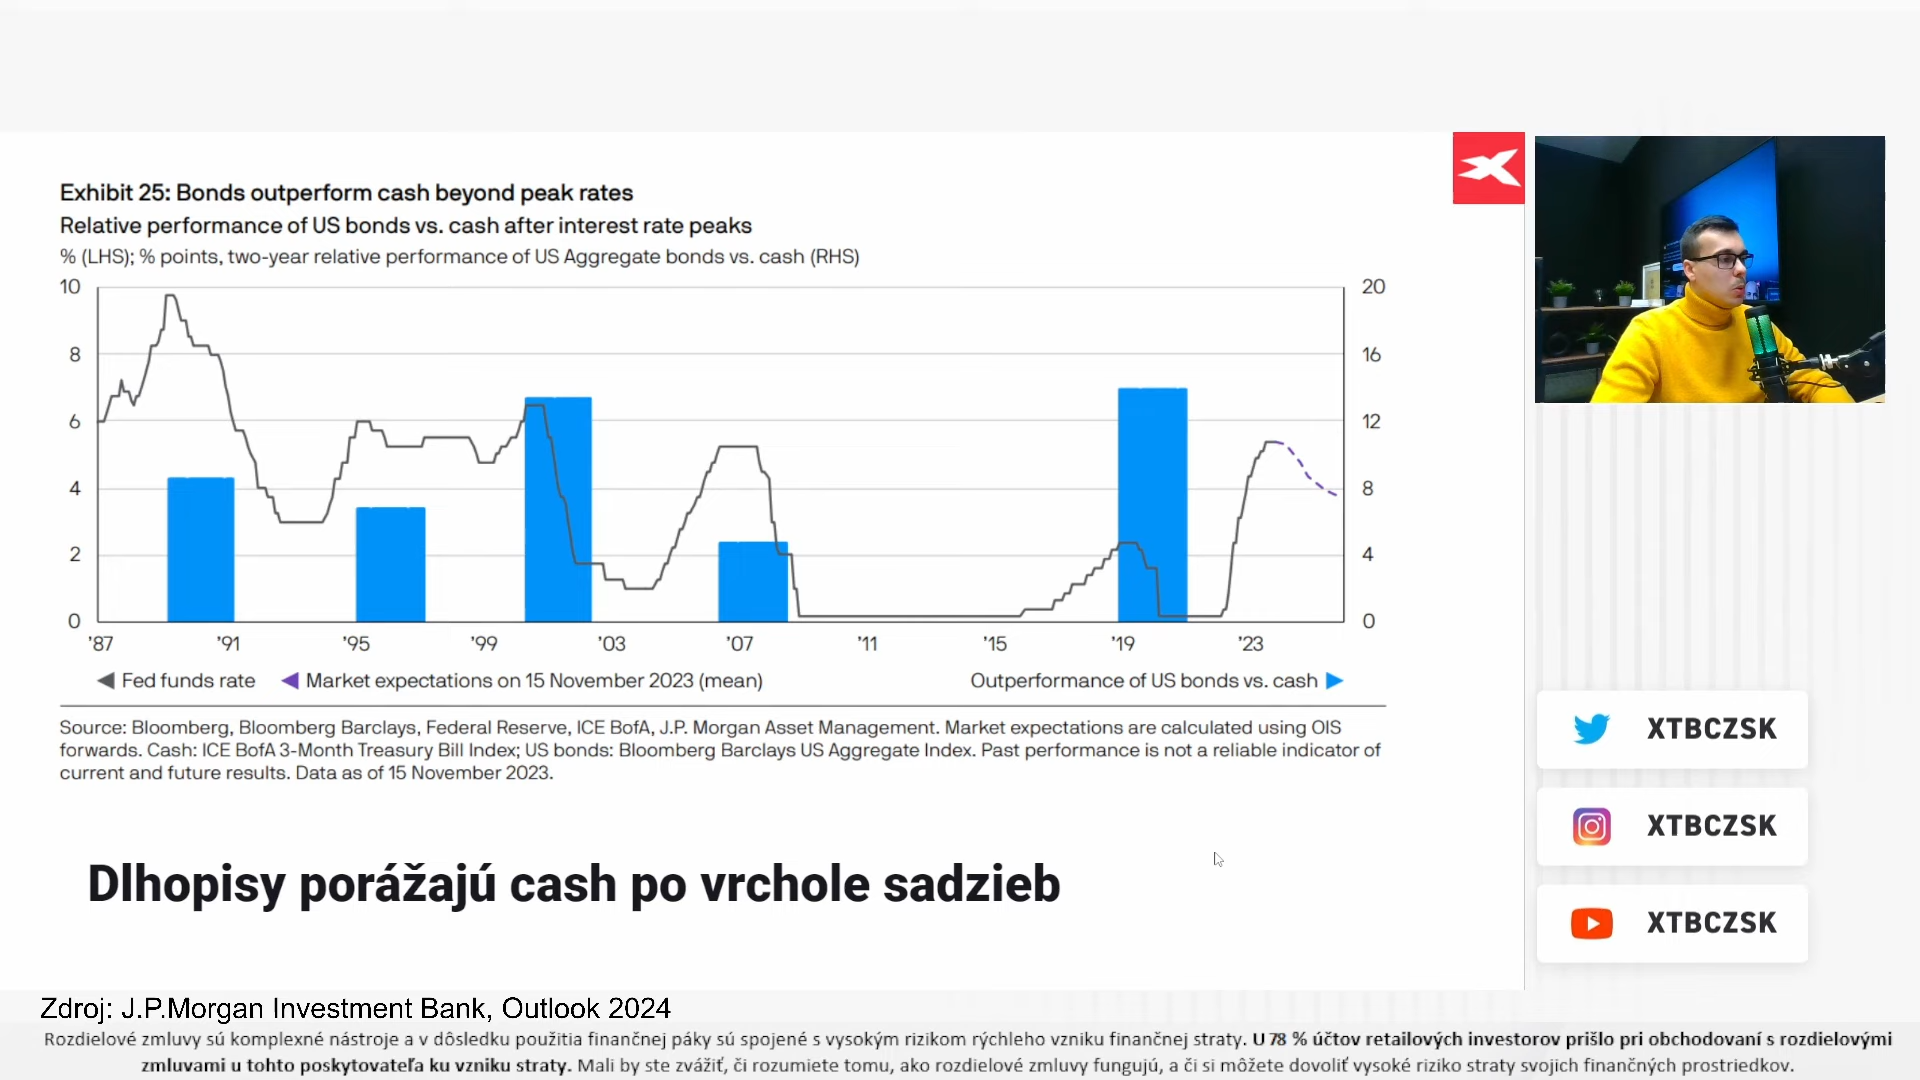 Exhibit 25: Bonds outperform cash beyond peak rates
Relative performance of US bonds vs. cash after interest rate peaks
% (LHS); % points, two-year relative performance of US Aggregate bonds vs. cash (RHS)
10 20
8 16
6 12
4 8
2 4
0 0
’87 ’91 ’95 ’99 ’03 ’07 ’11 ’15 ’19 ’23
Fed funds rate Market expectations on 15 November 2023 (mean) Outperformance of US bonds vs. cash
Source: Bloomberg, Bloomberg Barclays, Federal Reserve, ICE BofA, J.P. Morgan Asset Management. Market expectations are calculated using OIS
forwards. Cash: ICE BofA 3-Month Treasury Bill Index; US bonds: Bloomberg Barclays US Aggregate Index. Past performance is not a reliable indicator of
current and future results. Data as of 15 November 2023.
Dlhopisy porážajú cash po vrchole sadzieb
XTBCZSK
XTBCZSK
XTBCZSK
Zdroj: J.P.Morgan Investment Bank, Outlook 2024
Rozdielové zmluvy sú komplexné nástroje a v dôsledku použitia finančnej páky sú spojené s vysokým rizikom rýchleho vzniku finančnej straty. U 78 % účtov retailových investorov prišlo pri obchodovaní s rozdielovými
zmluvami u tohto poskytovateľa ku vzniku straty. Mali by ste zvážiť, či rozumiete tomu, ako rozdielové zmluvy fungujú, a či si môžete dovoliť vysoké riziko straty svojich finančných prostriedkov.